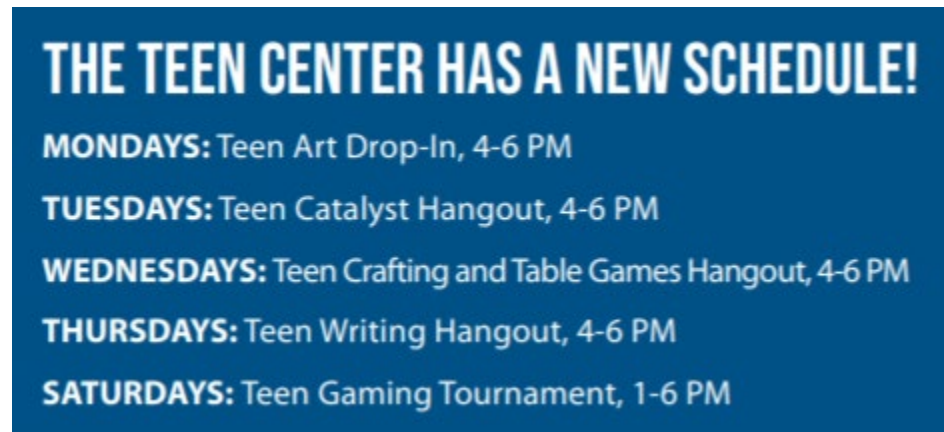 THE TEEN CENTER HAS A NEW SCHEDULE!
MONDAYS: Teen Art Drop-In, 4-6 PM
TUESDAYS: Teen Catalyst Hangout, 4-6 PM
WEDNESDAYS: Teen Crafting and Table Games Hangout, 4-6 PM
THURSDAYS: Teen Writing Hangout, 4-6 PM
SATURDAYS: Teen Gaming Tournament, 1-6 PM